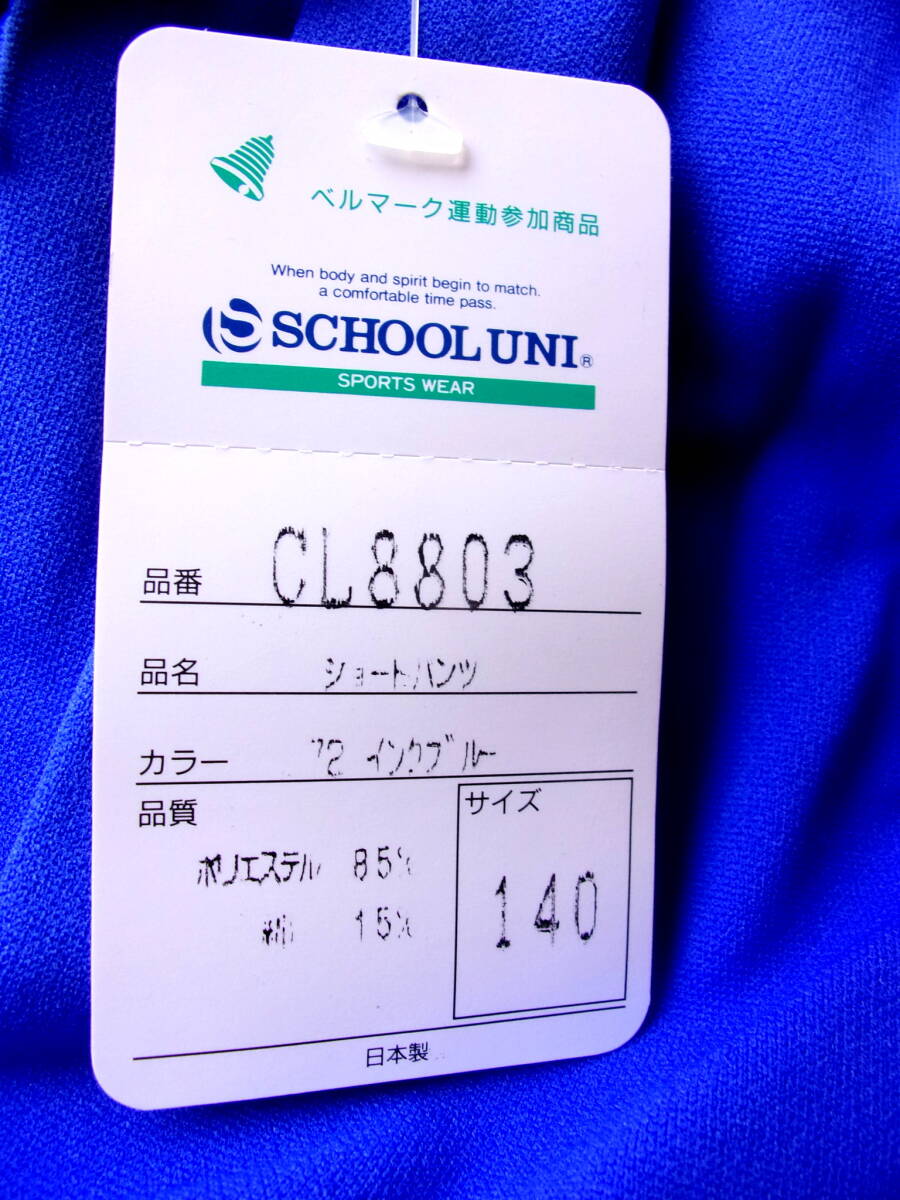 ベルマーク運動参加商品
When body and spirit begin to match.
a comfortable time pass.
S SCHOOL UNI®
SPORTS WEAR
品番 CL8803
品名 ショートパンツ
カラー 72 インクブルー
品質
サイズ
ポリエステル 85%
綿 15%
140
日本製